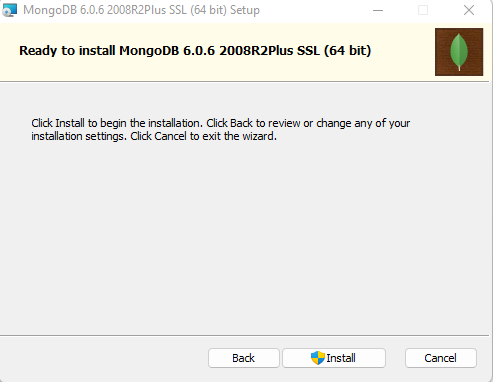 MongoDB 6.0.6 2008R2Plus SSL (64 bit) Setup
Ready to install MongoDB 6.0.6 2008R2Plus SSL (64 bit)
Click Install to begin the installation. Click Back to review or change any of your
installation settings. Click Cancel to exit the wizard.
Back Install Cancel